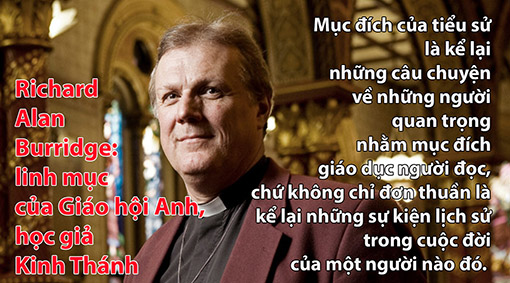 Richard
Alan
Burridge:
linh mục
của Giáo hội Anh,
học giả
Kinh Thánh
Mục đích của tiểu sử
là kể lại
những câu chuyện
về những người
quan trọng
nhằm mục đích
giáo dục người đọc,
chứ không chỉ đơn thuần là
kể lại những sự kiện lịch sử
trong cuộc đời
của một người nào đó.